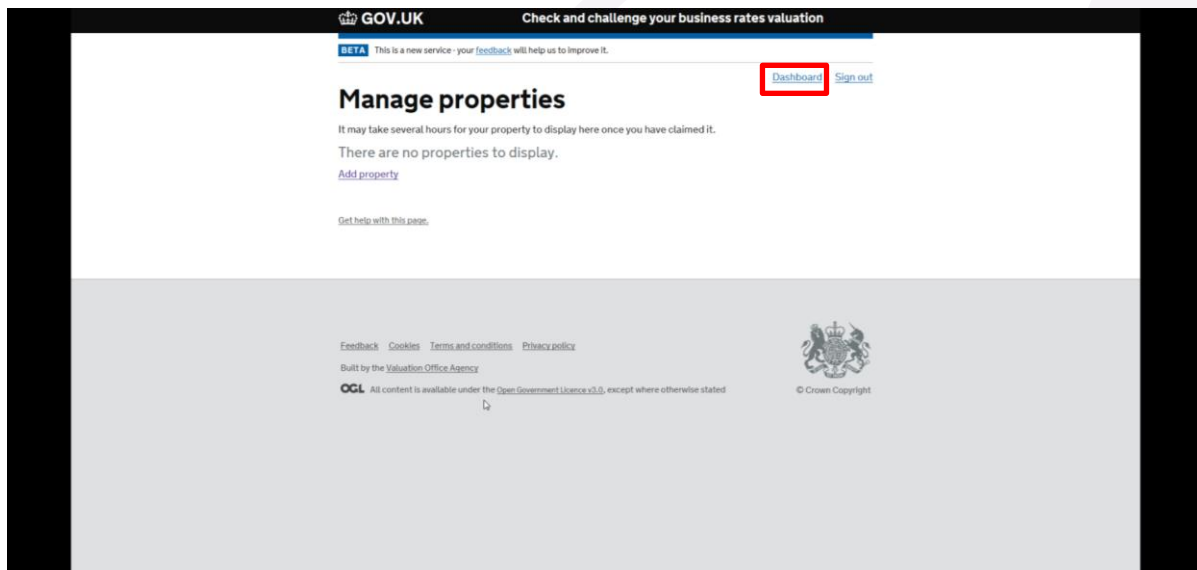 GOV.UK Check and challenge your business rates valuation
BETA This is a new service - your feedback will help us to improve it.
Dashboard Sign out
Manage properties
It may take several hours for your property to display here once you have claimed it.
There are no properties to display.
Add property
Get help with this page.
Feedback Cookies Terms and conditions Privacy policy
Built by the Valuation Office Agency
OGL All content is available under the Open Government Licence v3.0, except where otherwise stated
© Crown Copyright